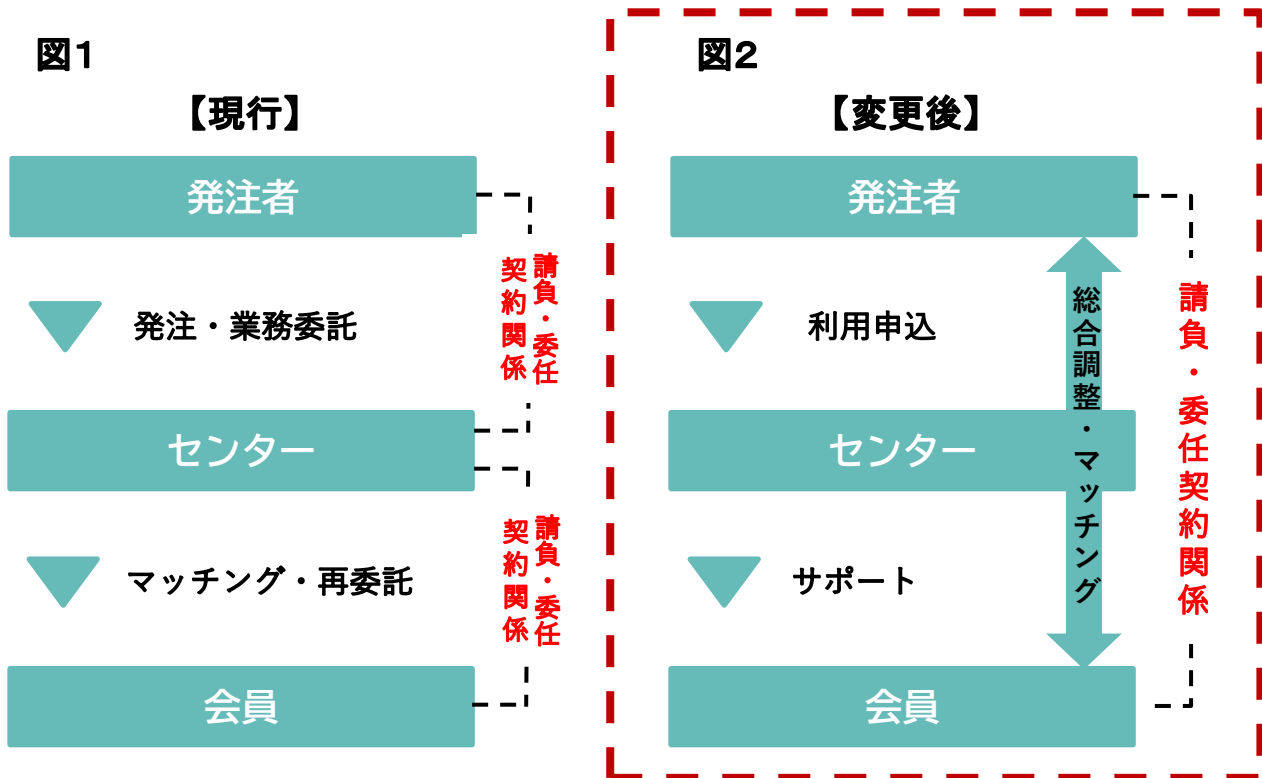 図1
【現行】
発注者
発注・業務委託
請負・委任
契約関係
センター
マッチング・再委託
請負・委任
契約関係
会員
図2
【変更後】
発注者
利用申込
総合調整・マッチング
請負・委任契約関係
センター
サポート
会員